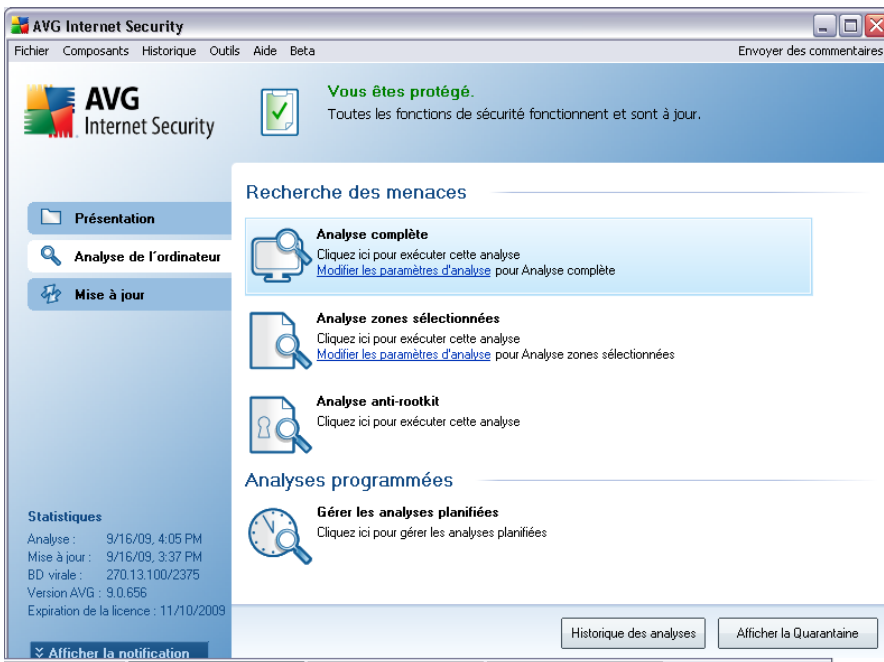 AVG Internet Security
Fichier Composants Historique Outils Aide Beta Envoyer des commentaires
AVG
Internet Security
Vous êtes protégé.
Toutes les fonctions de sécurité fonctionnent et sont à jour.
Présentation
Analyse de l'ordinateur
Mise à jour
Recherche des menaces
Analyse complète
Cliquez ici pour exécuter cette analyse
Modifier les paramètres d'analyse pour Analyse complète
Analyse zones sélectionnées
Cliquez ici pour exécuter cette analyse
Modifier les paramètres d'analyse pour Analyse zones sélectionnées
Analyse anti-rootkit
Cliquez ici pour exécuter cette analyse
Analyses programmées
Gérer les analyses planifiées
Cliquez ici pour gérer les analyses planifiées
Statistiques
Analyse : 9/16/09, 4:05 PM
Mise à jour : 9/16/09, 3:37 PM
BD virale : 270.13.100/2375
Version AVG : 9.0.656
Expiration de la licence : 11/10/2009
Afficher la notification
Historique des analyses
Afficher la Quarantaine